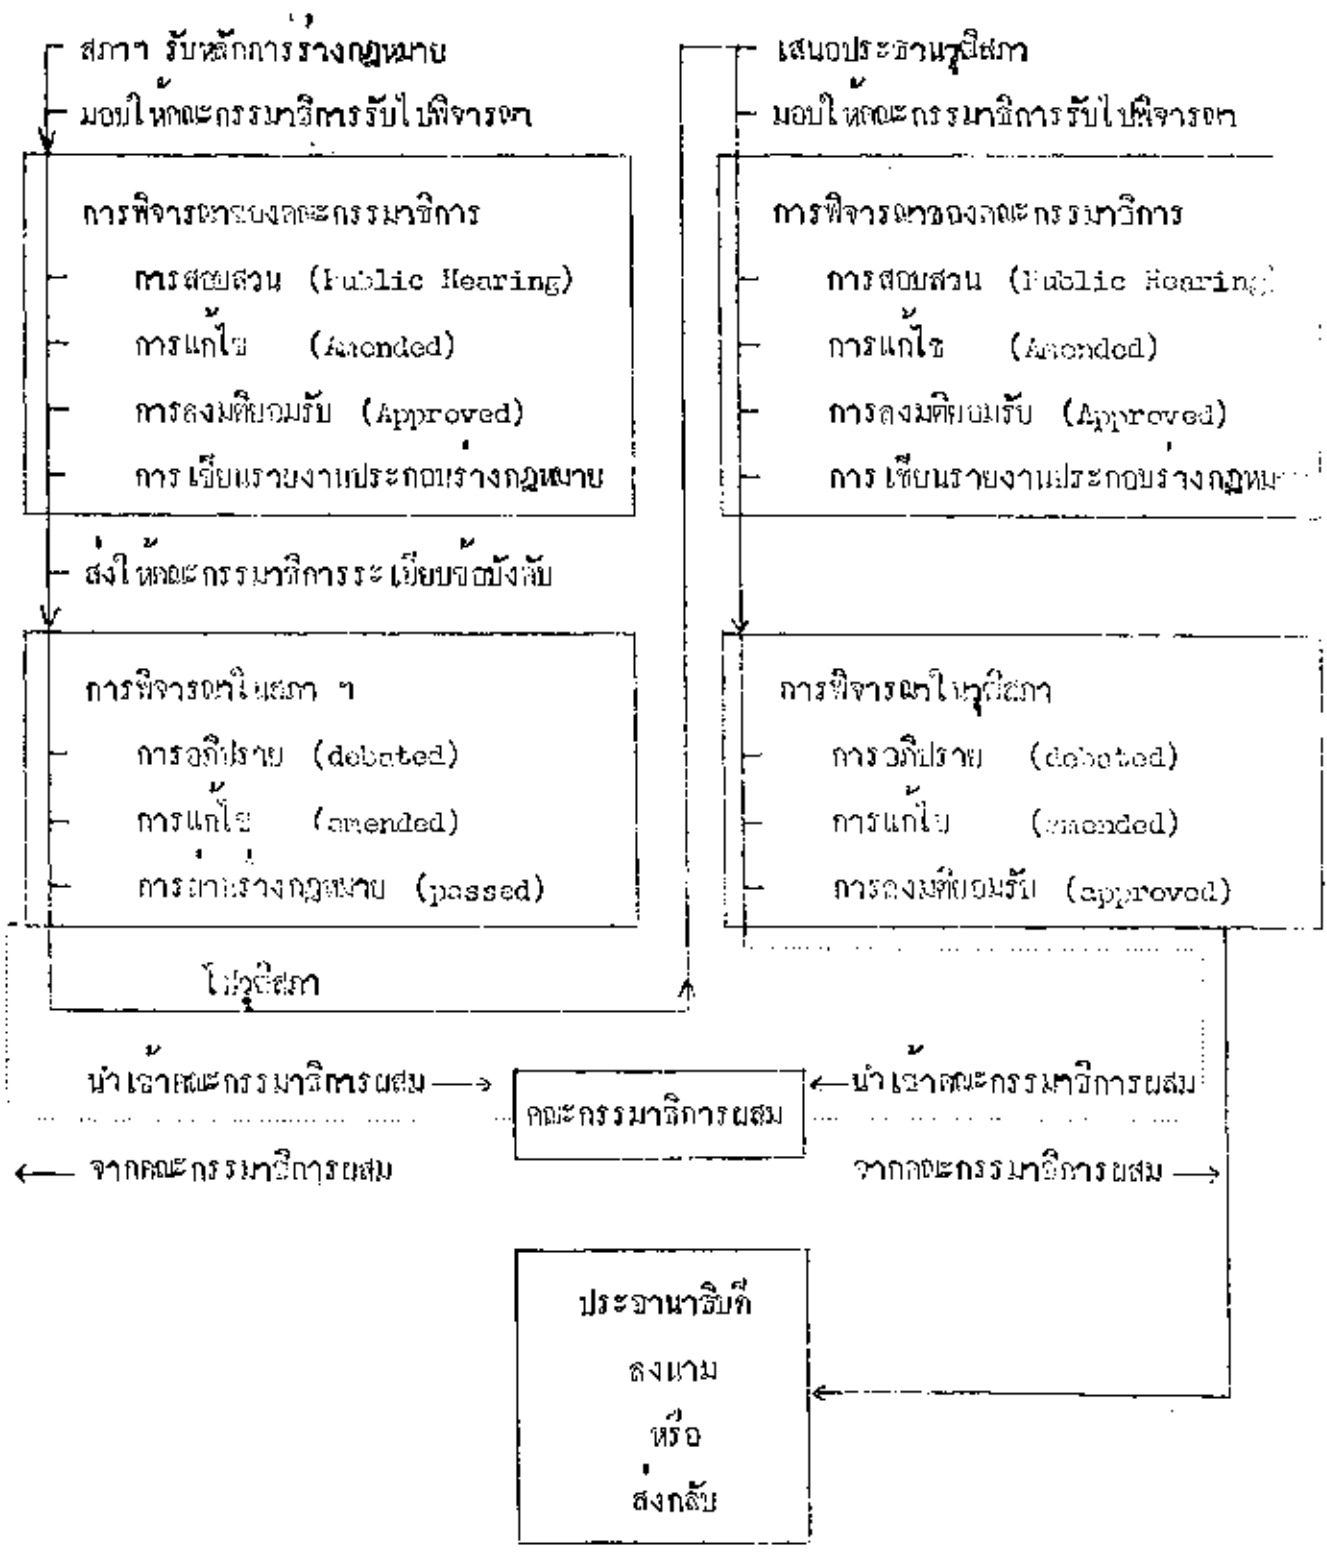 สภาฯ รับหลักการร่างกฎหมาย
มอบให้คณะกรรมาธิการรับไปพิจารณา
การพิจารณาของคณะกรรมาธิการ
การสอบสวน (Public Hearing)
การแก้ไข (Amended)
การลงมติยอมรับ (Approved)
การเขียนรายงานประกอบร่างกฎหมาย
ส่งให้คณะกรรมาธิการระเบียบข้อบังคับ
การพิจารณาในสภา ฯ
การอภิปราย (debated)
การแก้ไข (amended)
การผ่านร่างกฎหมาย (passed)
ไปวุฒิสภา
เสนอประธานวุฒิสภา
มอบให้คณะกรรมาธิการรับไปพิจารณา
การพิจารณาของคณะกรรมาธิการ
การสอบสวน (Public Hearing)
การแก้ไข (Amended)
การลงมติยอมรับ (Approved)
การเขียนรายงานประกอบร่างกฎหม
การพิจารณาในวุฒิสภา
การอภิปราย (debated)
การแก้ไข (amended)
การลงมติยอมรับ (approved)
นำเข้าคณะกรรมาธิการผสม
คณะกรรมาธิการผสม
นำเข้าคณะกรรมาธิการผสม
จากคณะกรรมาธิการผสม
จากคณะกรรมาธิการผสม
ประธานาธิบดี
ลงนาม
หรือ
ส่งกลับ